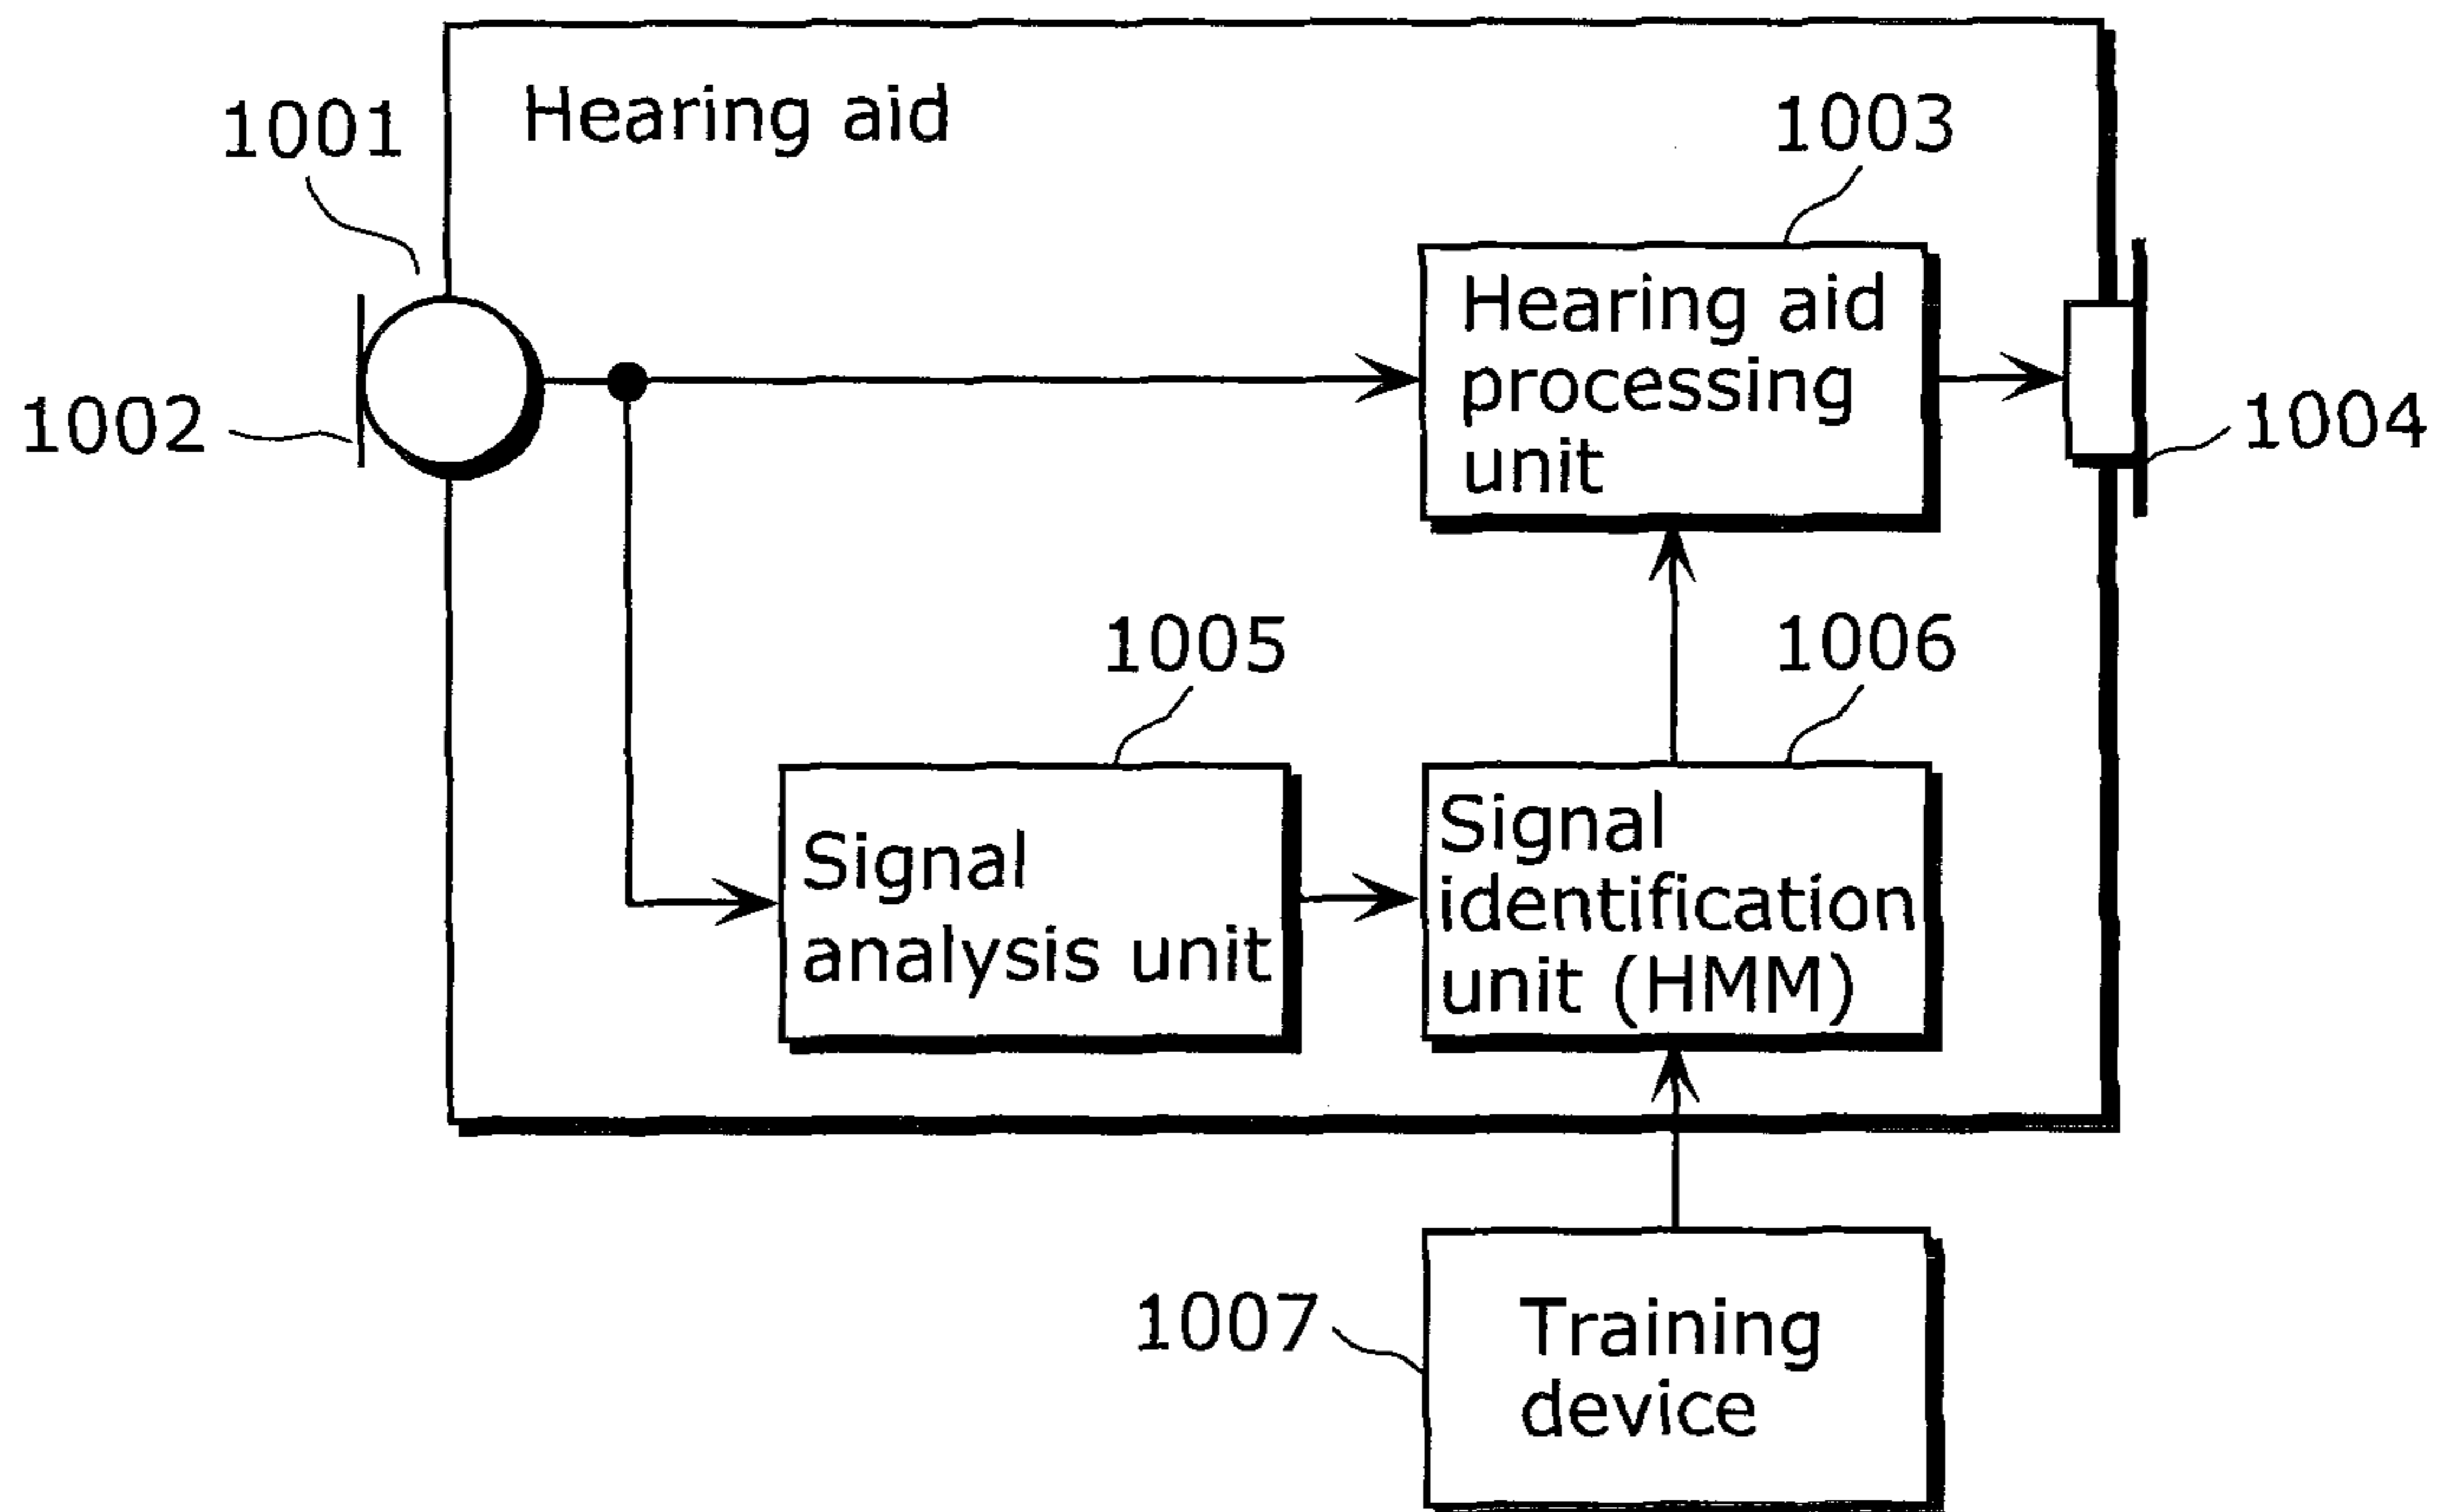 Hearing aid
1001
1002
1003
Hearing aid
processing
unit
1004
1005
Signal
analysis unit
1006
Signal
identification
unit (HMM)
1007
Training
device